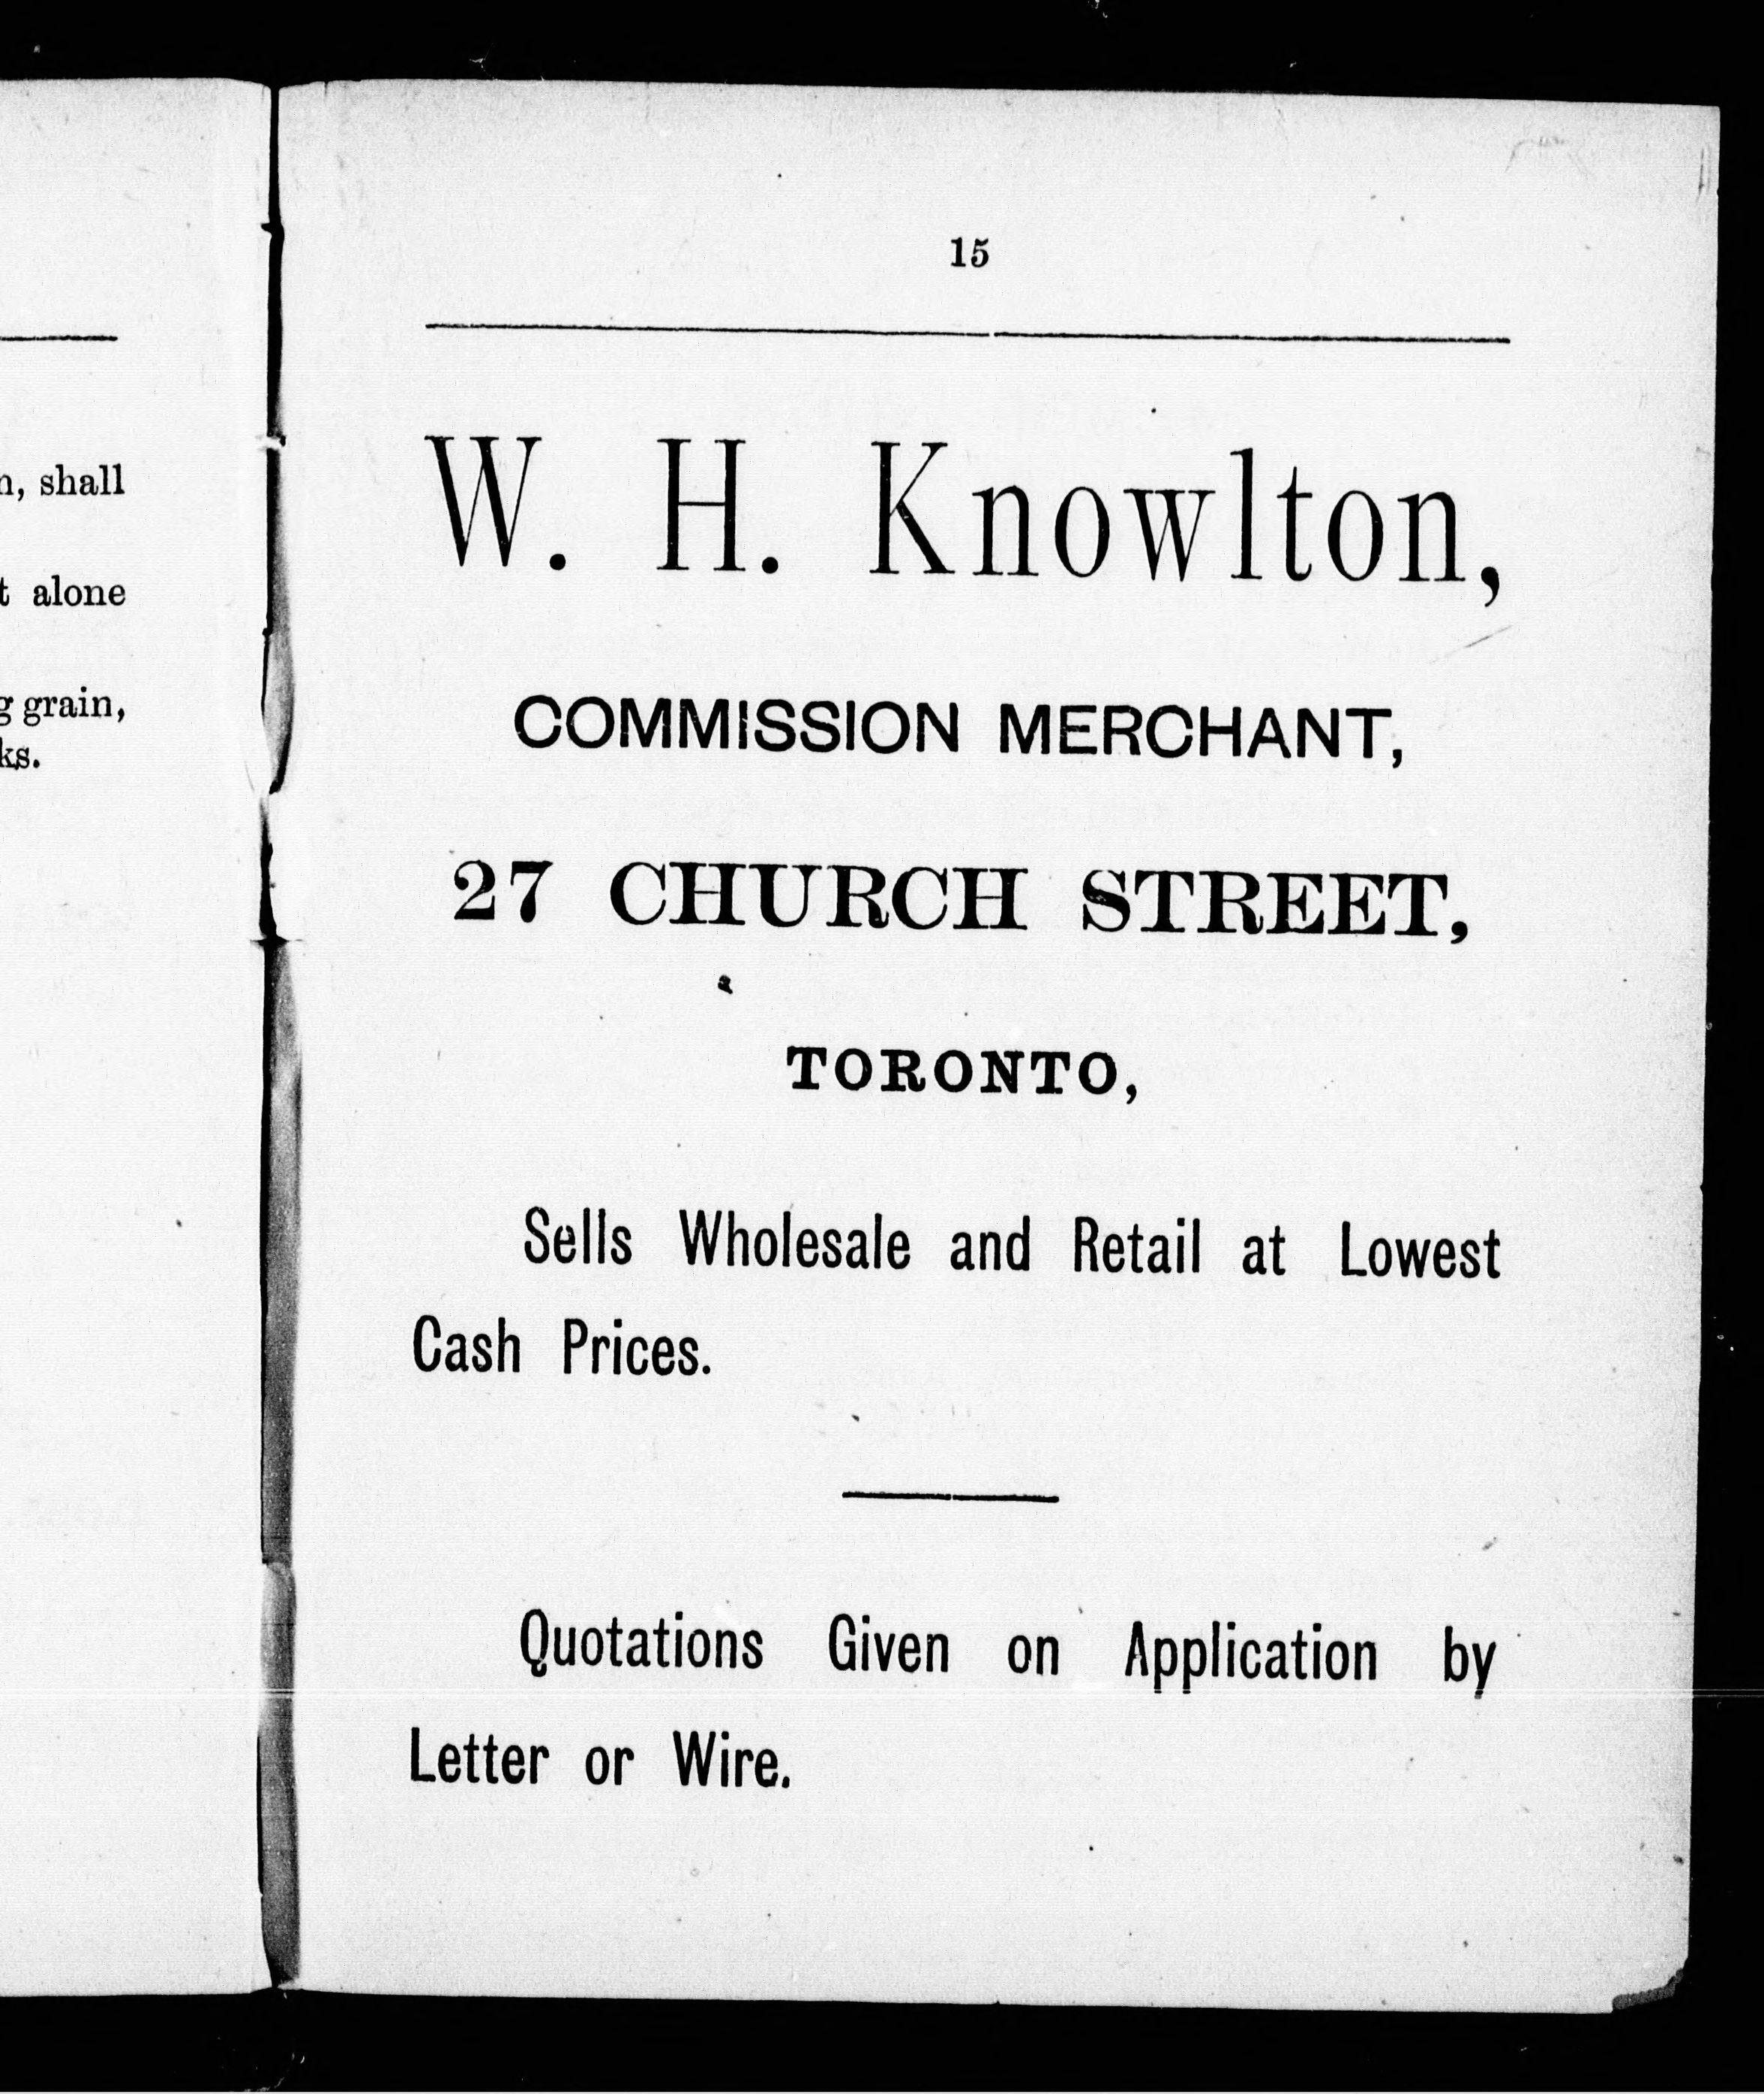 shall
alone
grain,
15
W. H. Knowlton,
COMMISSION MERCHANT,
27 CHURCH STREET,
TORONTO,
Sells Wholesale and Retail at Lowest
Cash Prices.
Quotations Given on Application by
Letter or Wire.